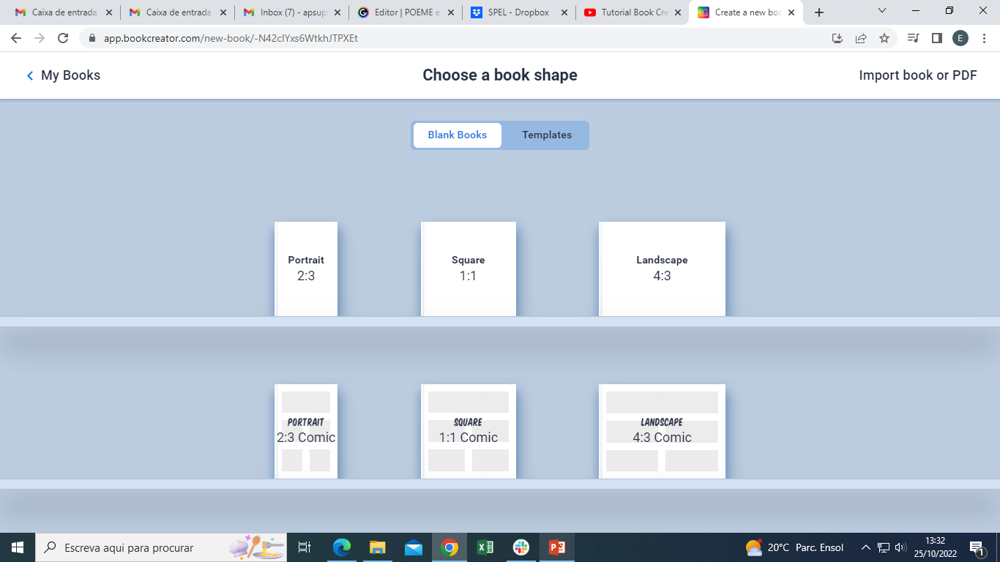 Caixa de entrada
Caixa de entrada
Inbox (7) - apsup
Editor | POEME e
SPEL - Dropbox
Tutorial Book Cre
Create a new boo
app.bookcreator.com/new-book/-N42clYxs6WtkhJTPXEt
E
My Books
Choose a book shape
Import book or PDF
Blank Books
Templates
Portrait
2:3
Square
1:1
Landscape
4:3
PORTRAIT
2:3 Comic
SQUARE
1:1 Comic
LANDSCAPE
4:3 Comic
Escreva aqui para procurar
20°C Parc. Ensol
13:32
25/10/2022
1